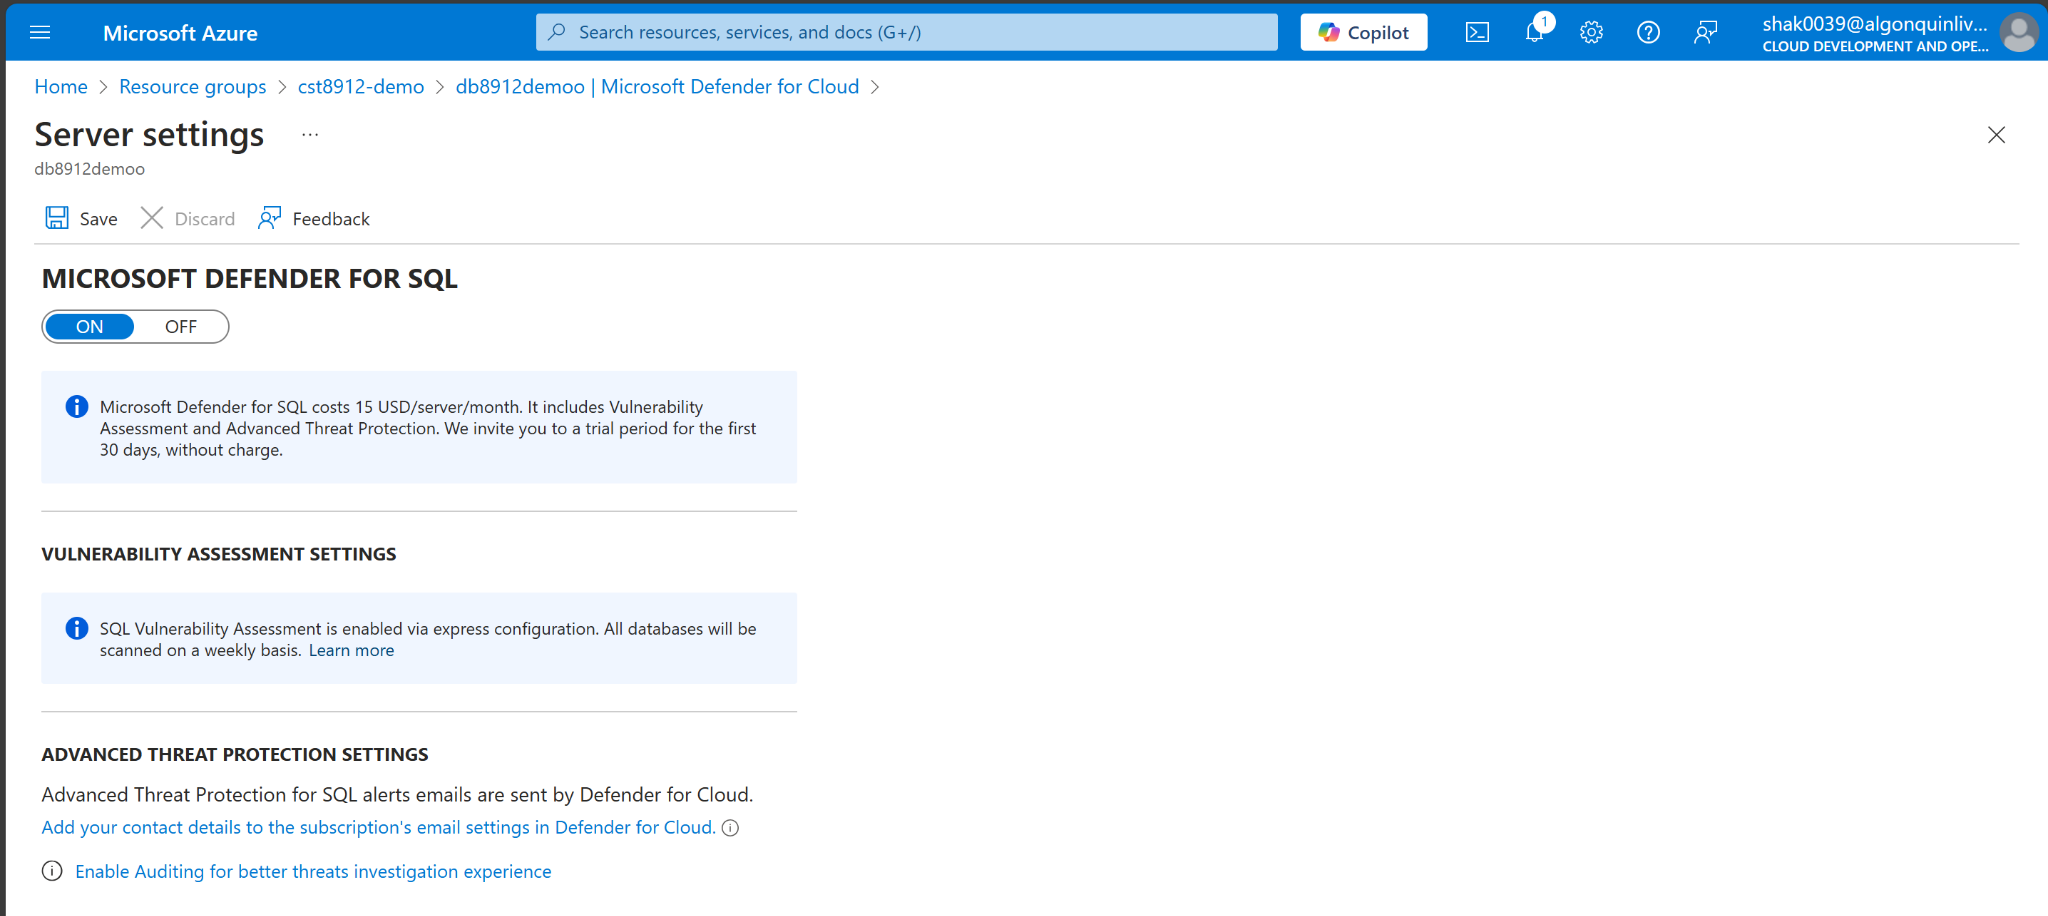 Microsoft Azure
Search resources, services, and docs (G+/)
Copilot
1
shak0039@algonquinliv...
CLOUD DEVELOPMENT AND OPE...
Home > Resource groups > cst8912-demo > db8912demoo | Microsoft Defender for Cloud >
Server settings ...
db8912demoo
Save Discard Feedback
MICROSOFT DEFENDER FOR SQL
ON OFF
Microsoft Defender for SQL costs 15 USD/server/month. It includes Vulnerability
Assessment and Advanced Threat Protection. We invite you to a trial period for the first
30 days, without charge.
VULNERABILITY ASSESSMENT SETTINGS
SQL Vulnerability Assessment is enabled via express configuration. All databases will be
scanned on a weekly basis. Learn more
ADVANCED THREAT PROTECTION SETTINGS
Advanced Threat Protection for SQL alerts emails are sent by Defender for Cloud.
Add your contact details to the subscription's email settings in Defender for Cloud.
Enable Auditing for better threats investigation experience